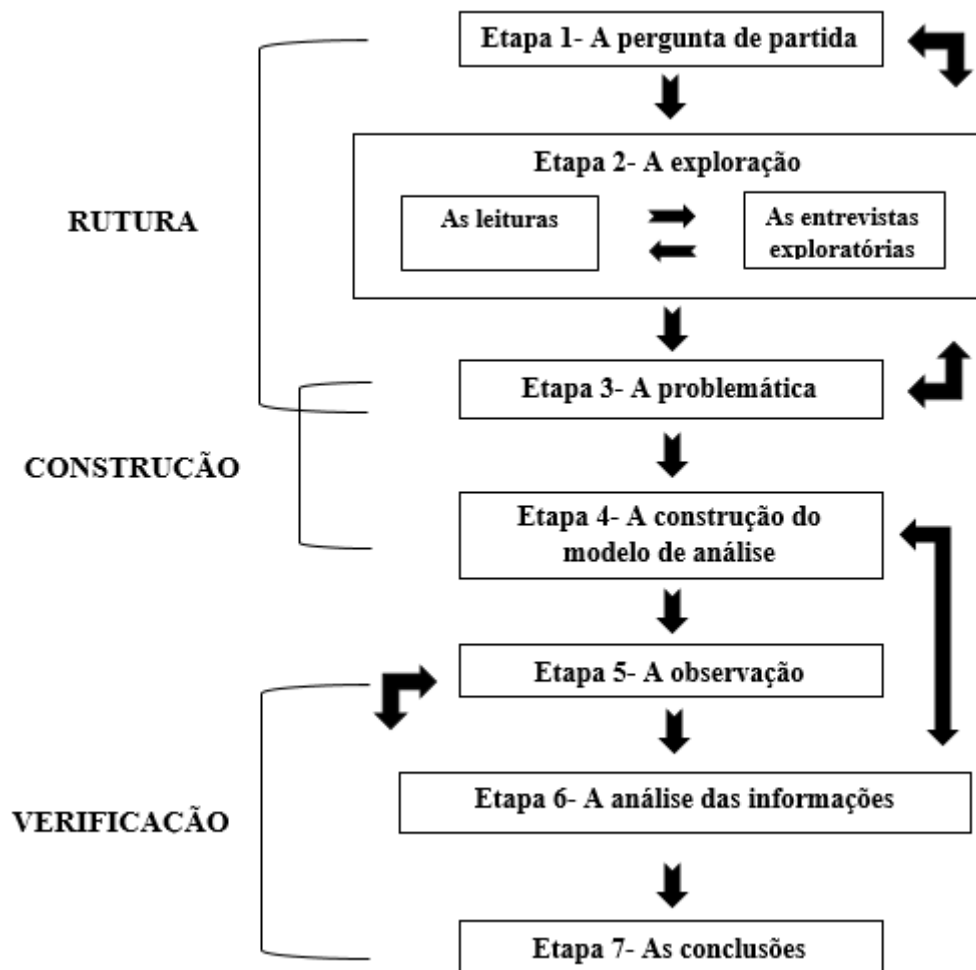 Etapa 1- A pergunta de partida
Etapa 2- A exploração
As leituras
As entrevistas
exploratórias
RUTURA
Etapa 3- A problemática
CONSTRUÇÃO
Etapa 4- A construção do
modelo de análise
Etapa 5- A observação
Etapa 6- A análise das informações
VERIFICAÇÃO
Etapa 7- As conclusões